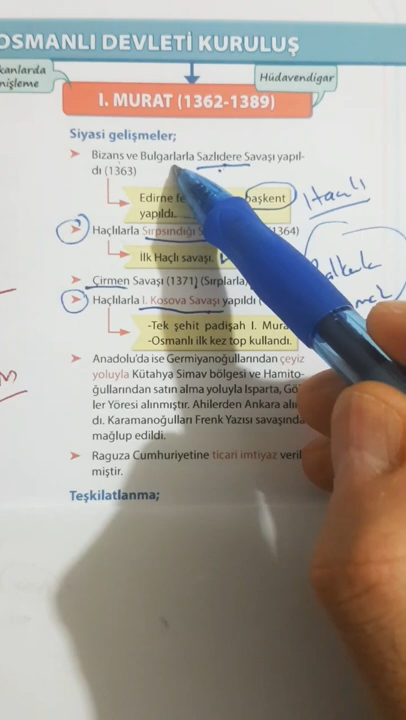 OSMANLI DEVLETİ KURULUŞ
kanlarda
nişleme
Hüdavendigar
I. MURAT (1362-1389)
Siyasi gelişmeler;
Bizans ve Bulgarlarla Sazlıdere Savaşı yapıl-
dı (1363)
Edirne fe başkent
yapıldı.
Haçlı
Haçlılarla Sırpsındığı S 1364)
İlk Haçlı savaşı.
Çirmen Savaşı (1371) (Sırplarla)
Haçlılarla I. Kosova Savaşı yapıldı (
-Tek şehit padişah I. Mura
-Osmanlı ilk kez top kullandı.
Anadolu'da ise Germiyanoğullarından çeyiz
yoluyla Kütahya Simav bölgesi ve Hamito-
ğullarından satın alma yoluyla Isparta, Gö
ler Yöresi alınmıştır. Ahilerden Ankara alı
dı. Karamanoğulları Frenk Yazısı savaşında
mağlup edildi.
Raguza Cumhuriyetine ticari imtiyaz veril
miştir.
Teşkilatlanma;